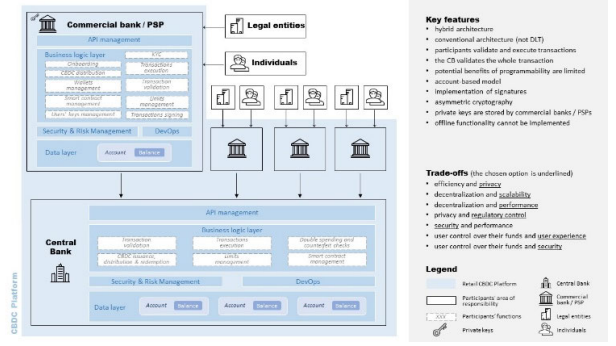 Commercial bank / PSP
API management
Business logic layer
Onboarding
CBDC distribution
Wallets
management
Smart contract
management
Users' keys management
KYC
Transactions
execution
Transaction
validation
Limits
management
Transactions signing
Security & Risk Management
DevOps
Data layer
Account
Balance
Legal entities
Individuals
Central
Bank
API management
Business logic layer
Transaction
validation
Transactions
execution
Double spending and
counterfeit checks
CBDC issuance,
distribution & redemption
Limits
management
Smart contract
management
Security & Risk Management
DevOps
Data layer
Account
Balance
Account
Balance
Account
Balance
CBDC Platform
Key features
• hybrid architecture
• conventional architecture (not DLT)
• participants validate and execute transactions
• the CB validates the whole transaction
• potential benefits of programmability are limited
• account-based model
• implementation of signatures
• asymmetric cryptography
• private keys are stored by commercial banks / PSPs
• offline functionality cannot be implemented
Trade-offs (the chosen option is underlined)
• efficiency and privacy
• decentralization and scalability
• decentralization and performance
• privacy and regulatory control
• security and performance
• user control over their funds and user experience
• user control over their funds and security
Legend
Retail CBDC Platform
Participants' area of
responsibility
XXX
Participants' functions
Private keys
Central Bank
Commercial
bank / PSP
Legal entities
Individuals